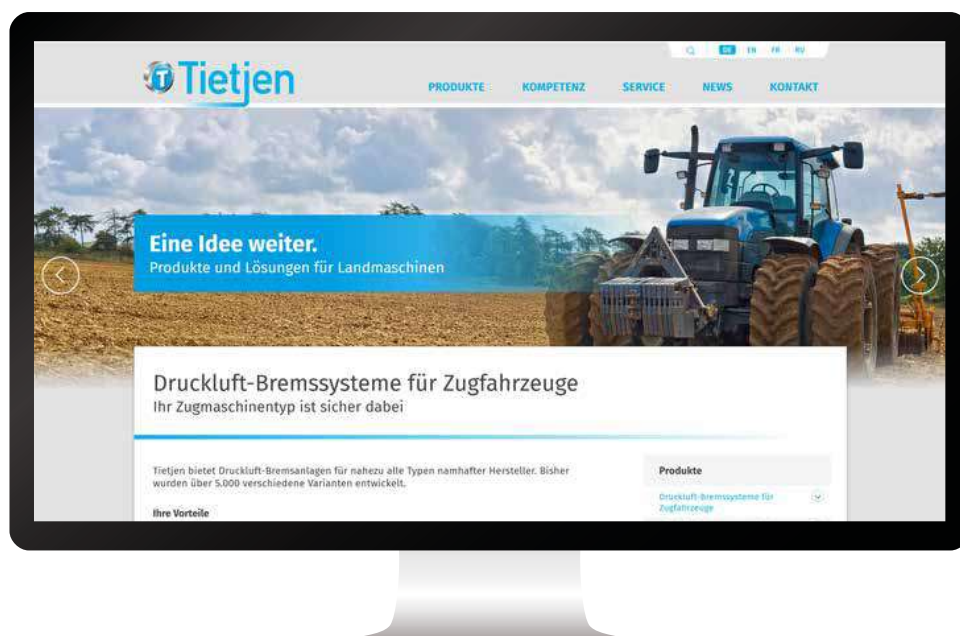 DE EN FR RU
Tietjen
PRODUKTE KOMPETENZ SERVICE NEWS KONTAKT
Eine Idee weiter.
Produkte und Lösungen für Landmaschinen
Druckluft-Bremssysteme für Zugfahrzeuge
Ihr Zugmaschinentyp ist sicher dabei
Tietjen bietet Druckluft-Bremsanlagen für nahezu alle Typen namhafter Hersteller. Bisher
wurden über 5.000 verschiedene Varianten entwickelt.
Ihre Vorteile
Produkte
Druckluft-Bremssysteme für
Zugfahrzeuge